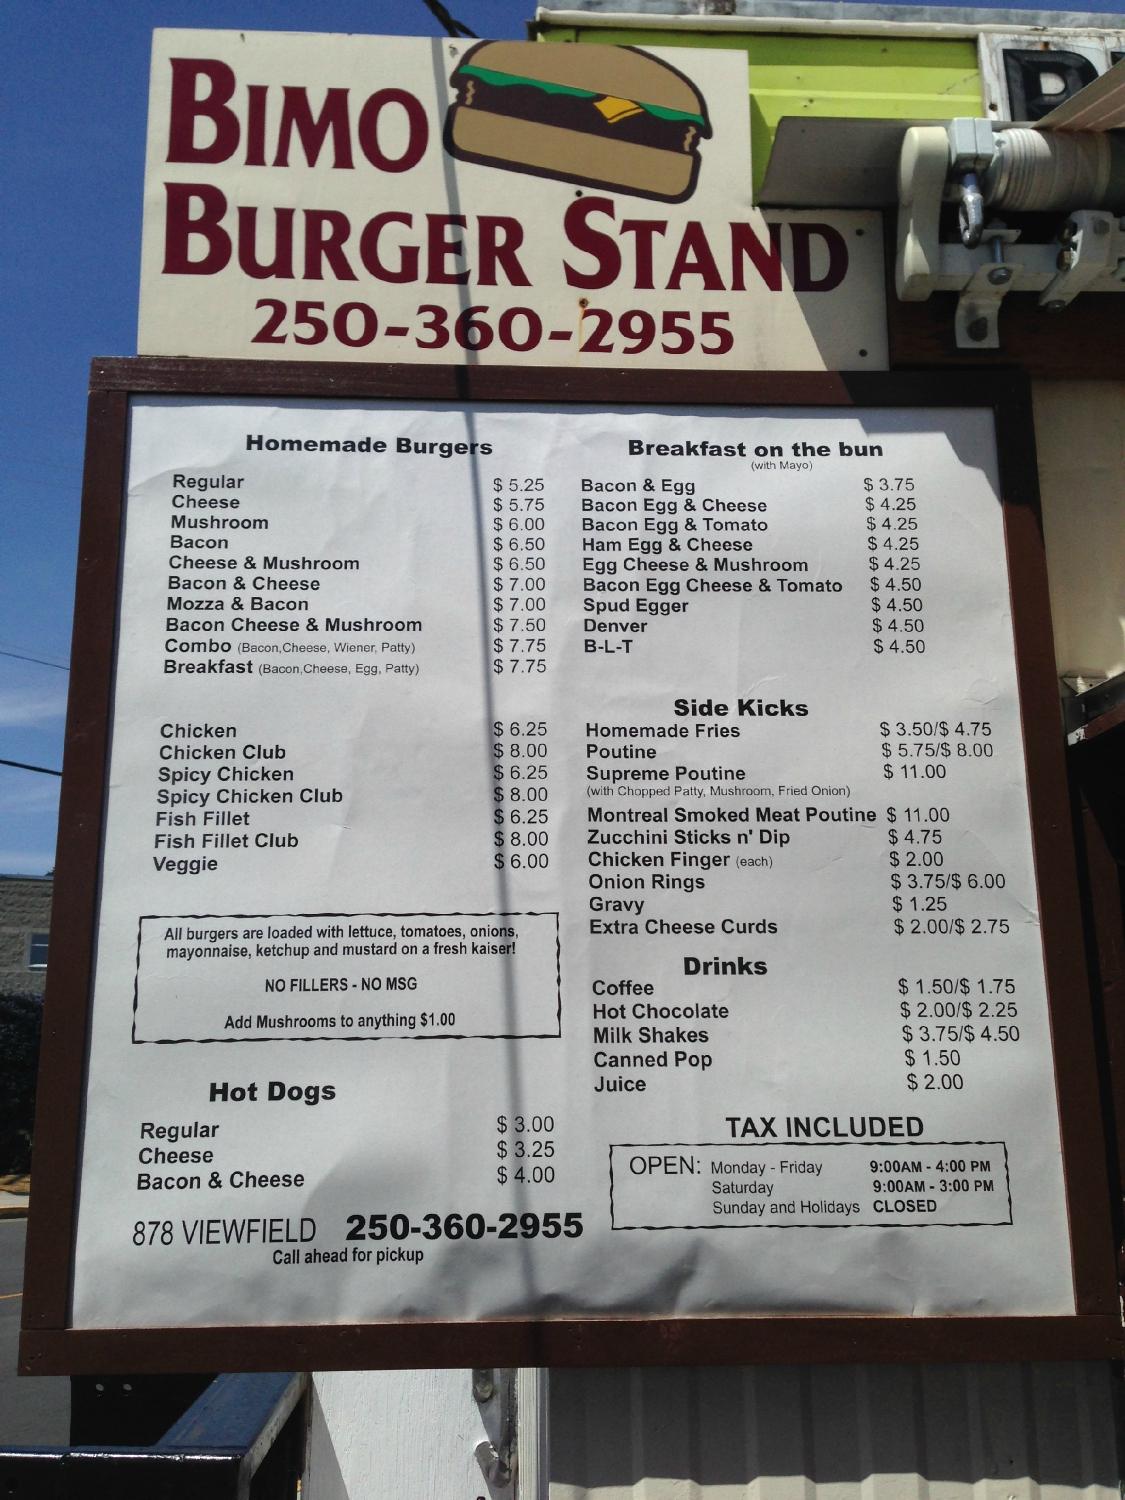 BIMO
BURGER STAND
250-360-2955
Homemade Burgers
Regular $ 5.25
Cheese $ 5.75
Mushroom $ 6.00
Bacon $ 6.50
Cheese & Mushroom $ 6.50
Bacon & Cheese $ 7.00
Mozza & Bacon $ 7.00
Bacon Cheese & Mushroom $ 7.50
Combo (Bacon,Cheese, Wiener, Patty) $ 7.75
Breakfast (Bacon,Cheese, Egg, Patty) $ 7.75
Chicken $ 6.25
Chicken Club $ 8.00
Spicy Chicken $ 6.25
Spicy Chicken Club $ 8.00
Fish Fillet $ 6.25
Fish Fillet Club $ 8.00
Veggie $ 6.00
All burgers are loaded with lettuce, tomatoes, onions,
mayonnaise, ketchup and mustard on a fresh kaiser!
NO FILLERS - NO MSG
Add Mushrooms to anything $1.00
Hot Dogs
Regular $ 3.00
Cheese $ 3.25
Bacon & Cheese $ 4.00
878 VIEWFIELD 250-360-2955
Call ahead for pickup
Breakfast on the bun
(with Mayo)
Bacon & Egg $ 3.75
Bacon Egg & Cheese $ 4.25
Bacon Egg & Tomato $ 4.25
Ham Egg & Cheese $ 4.25
Egg Cheese & Mushroom $ 4.25
Bacon Egg Cheese & Tomato $ 4.50
Spud Egger $ 4.50
Denver $ 4.50
B-L-T $ 4.50
Side Kicks
Homemade Fries $ 3.50/$ 4.75
Poutine $ 5.75/$ 8.00
Supreme Poutine $ 11.00
(with Chopped Patty, Mushroom, Fried Onion)
Montreal Smoked Meat Poutine $ 11.00
Zucchini Sticks n' Dip $ 4.75
Chicken Finger (each) $ 2.00
Onion Rings $ 3.75/$ 6.00
Gravy $ 1.25
Extra Cheese Curds $ 2.00/$ 2.75
Drinks
Coffee $ 1.50/$ 1.75
Hot Chocolate $ 2.00/$ 2.25
Milk Shakes $ 3.75/$ 4.50
Canned Pop $ 1.50
Juice $ 2.00
TAX INCLUDED
OPEN: Monday - Friday 9:00AM - 4:00 PM
Saturday 9:00AM - 3:00 PM
Sunday and Holidays CLOSED